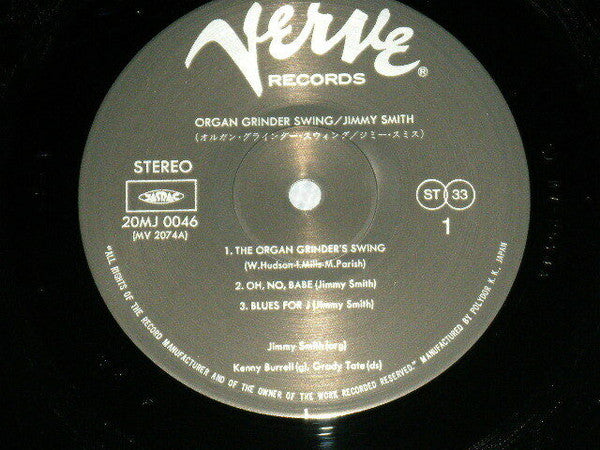 Verve®
RECORDS
ORGAN GRINDER SWING/JIMMY SMITH
(オルガン・グラインダー・スウィング/ジミー・スミス)
STEREO
JASRAC
20MJ 0046
(MV 2074A)
ST 33
1
1. THE ORGAN GRINDER'S SWING
(W.Hudson-I.Mills-M.Parish)
2. OH, NO, BABE (Jimmy Smith)
3. BLUES FOR J (Jimmy Smith)
Jimmy Smith(org)
Kenny Burrell(g), Grady Tate(ds)
"ALL RIGHTS OF THE RECORD MANUFACTURER AND OF THE OWNER OF THE WORK RECORDED RESERVED." MANUFACTURED BY POLYDOR K. K., JAPAN